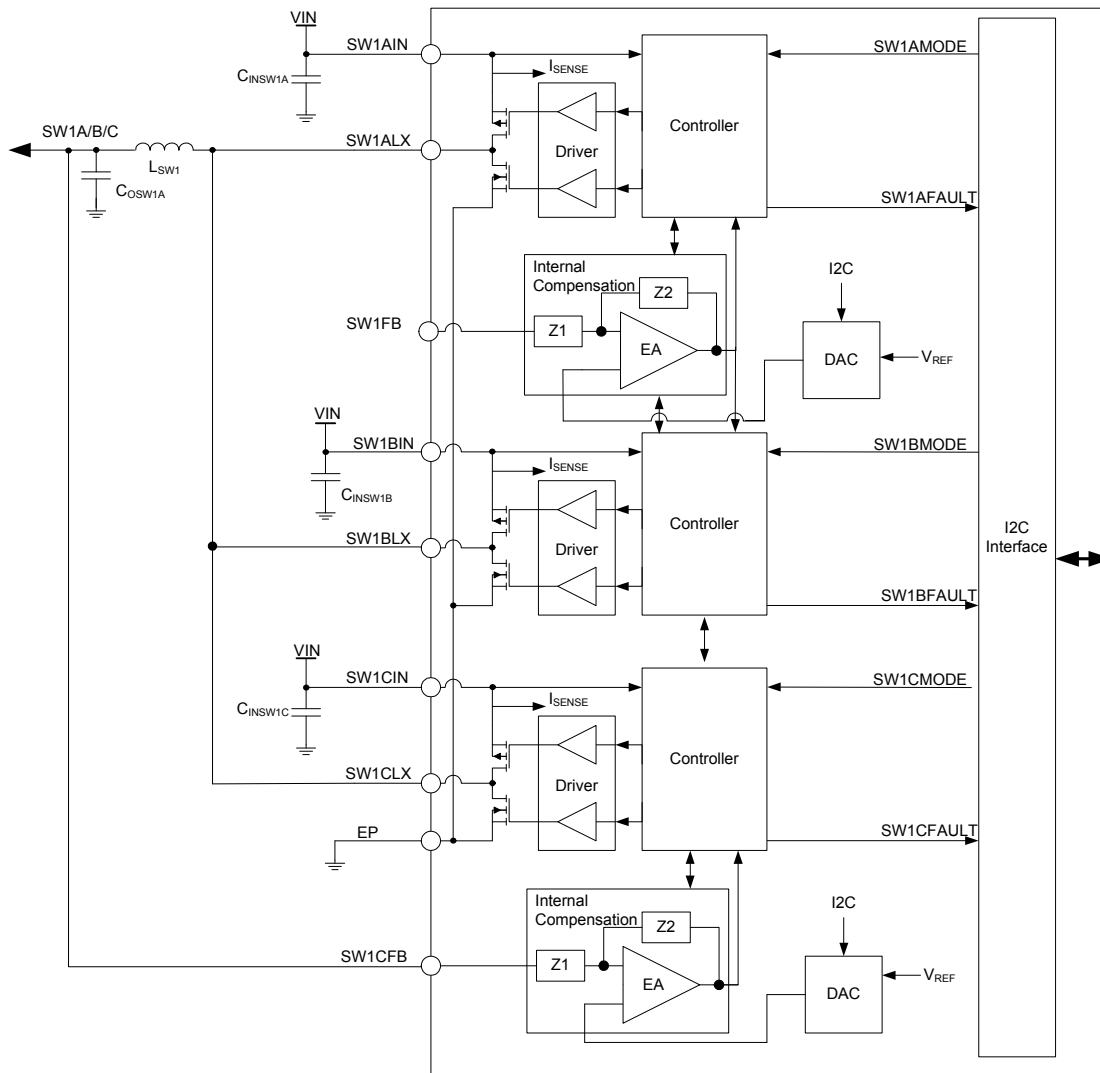 VIN
SW1AIN
CINSW1A
ISENSE
Controller
SW1AMODE
SW1A/B/C
LSW1
COSW1A
SW1ALX
Driver
SW1AFAULT
Internal
Compensation
Z2
Z1
EA
SW1FB
I2C
DAC
VREF
VIN
SW1BIN
CINSW1B
ISENSE
Controller
SW1BMODE
SW1BLX
Driver
SW1BFAULT
I2C
Interface
VIN
SW1CIN
CINSW1C
ISENSE
Controller
SW1CMODE
SW1CLX
Driver
EP
SW1CFAULT
Internal
Compensation
Z2
Z1
EA
SW1CFB
I2C
DAC
VREF